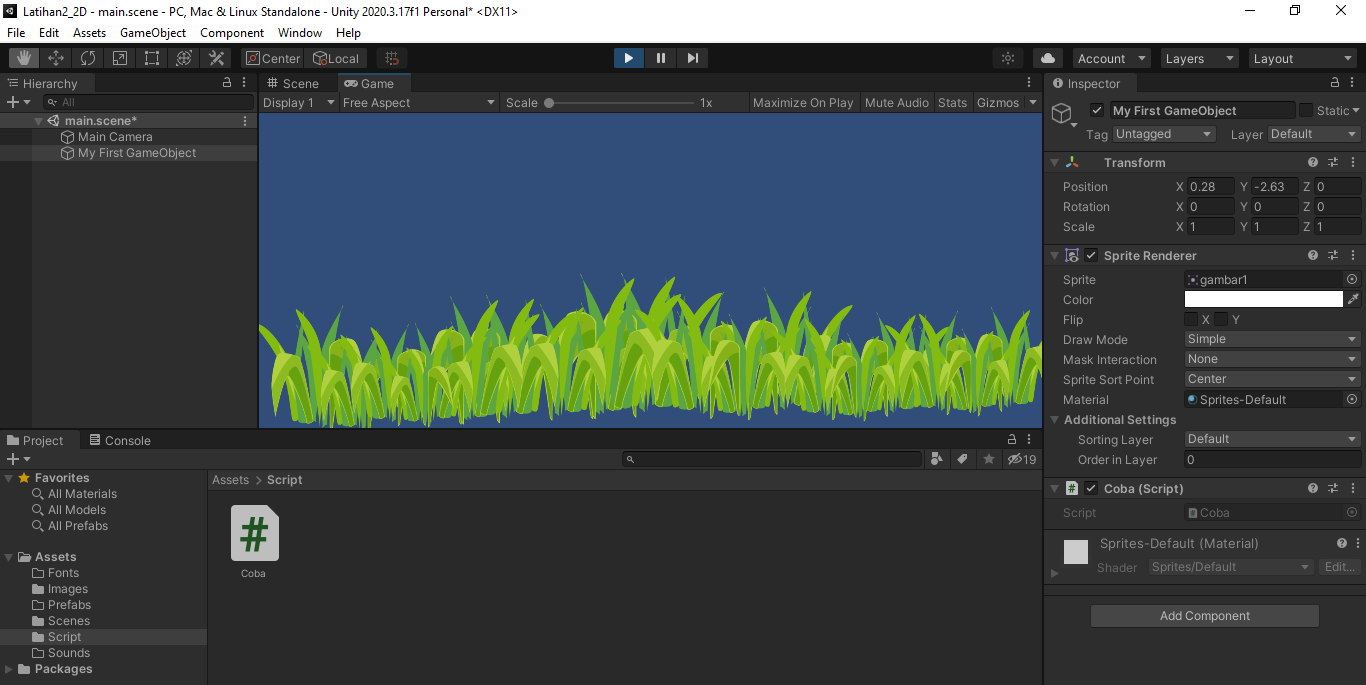 Latihan2_2D - main.scene - PC, Mac & Linux Standalone - Unity 2020.3.17f1 Personal* <DX11>
File Edit Assets GameObject Component Window Help
Center Local Account Layers Layout
Hierarchy
All
main.scene*
Main Camera
My First GameObject
Scene Game
Display 1 Free Aspect Scale 1x Maximize On Play Mute Audio Stats Gizmos
Inspector
My First GameObject Static
Tag Untagged Layer Default
Transform
Position X 0.28 Y -2.63 Z 0
Rotation X 0 Y 0 Z 0
Scale X 1 Y 1 Z 1
Sprite Renderer
Sprite gambar1
Color
Flip X Y
Draw Mode Simple
Mask Interaction None
Sprite Sort Point Center
Material Sprites-Default
Additional Settings
Sorting Layer Default
Order in Layer 0
# Coba (Script)
Script # Coba
Sprites-Default (Material)
Shader Sprites/Default Edit...
Add Component
Project Console
19
Favorites
All Materials
All Models
All Prefabs
Assets
Fonts
Images
Prefabs
Scenes
Script
Sounds
Packages
Assets > Script
#
Coba